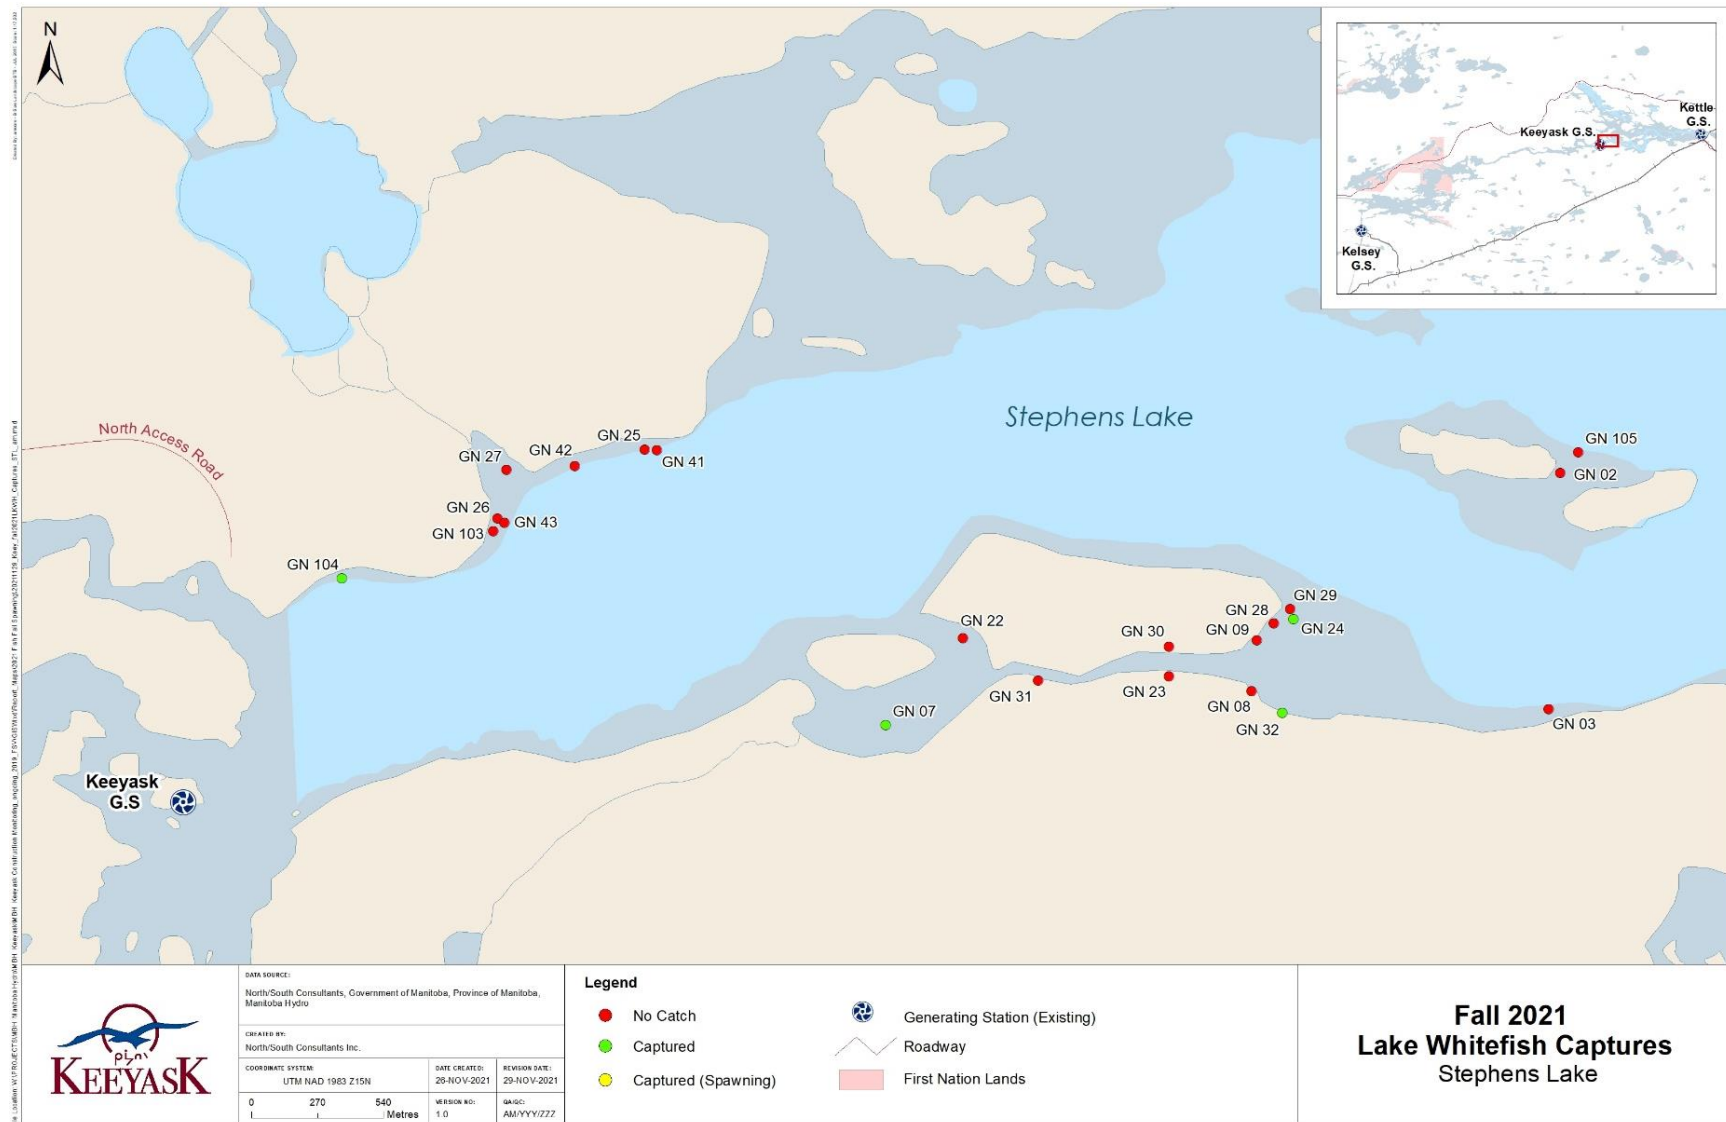 N
Kettle
G.S.
Keeyask G.S.
Kelsey
G.S.
Stephens Lake
North Access Road
GN 25
GN 42
GN 41
GN 27
GN 26
GN 43
GN 103
GN 104
GN 105
GN 02
GN 29
GN 28
GN 24
GN 22
GN 30
GN 09
GN 31
GN 23
GN 08
GN 07
GN 32
GN 03
Keeyask
G.S
KEEYASK
DATA SOURCE:
North/South Consultants, Government of Manitoba, Province of Manitoba,
Manitoba Hydro
CREATED BY:
North/South Consultants Inc.
COORDINATE SYSTEM:
UTM NAD 1983 Z15N
DATE CREATED:
26-NOV-2021
REVISION DATE:
29-NOV-2021
0 270 540
Metres
VERSION NO:
1.0
QA/QC:
AM/YYY/ZZZ
Legend
No Catch
Captured
Captured (Spawning)
Generating Station (Existing)
Roadway
First Nation Lands
Fall 2021
Lake Whitefish Captures
Stephens Lake